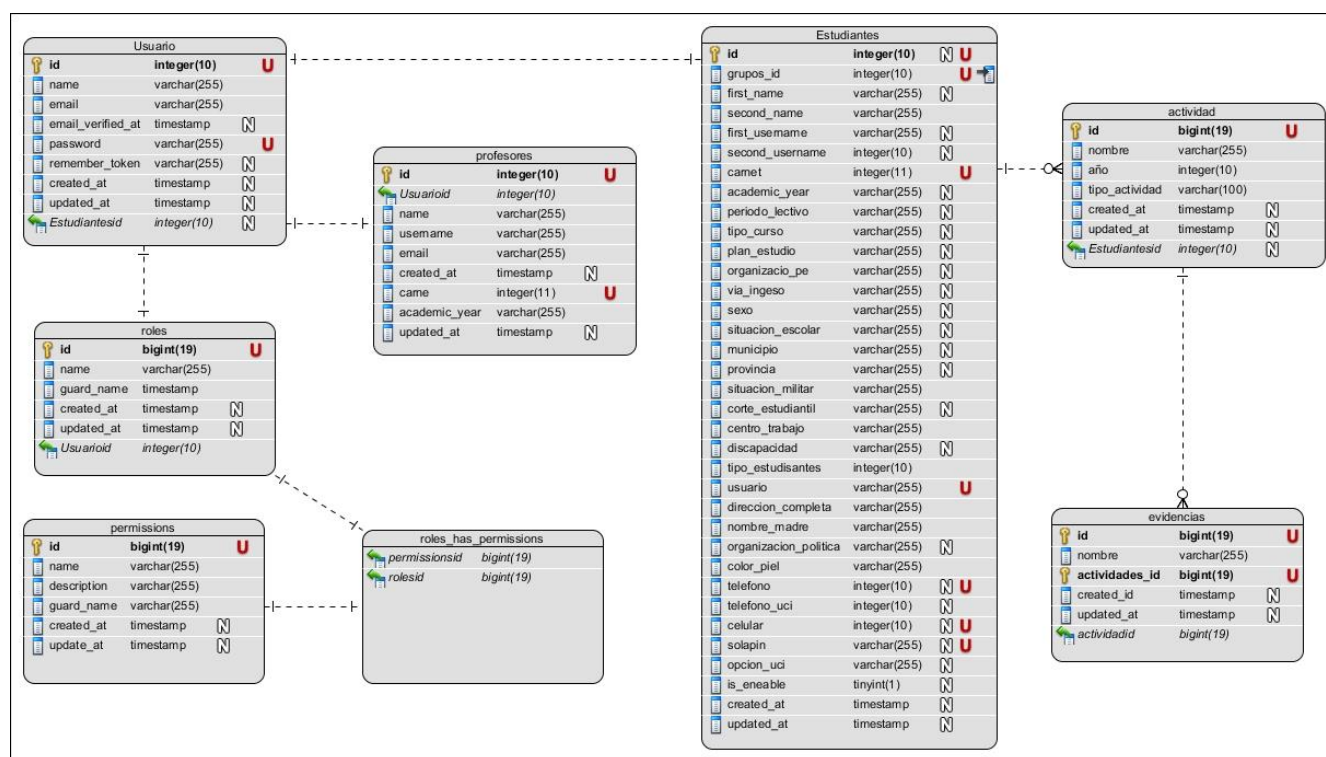 Usuario
id integer(10) U
name varchar(255)
email varchar(255)
email_verified_at timestamp N
password varchar(255) U
remember_token varchar(255) N
created_at timestamp N
updated_at timestamp N
Estudiantesid integer(10) N
profesores
id integer(10) U
Usuarioid integer(10)
name varchar(255)
username varchar(255)
email varchar(255)
created_at timestamp N
carne integer(11) U
academic_year varchar(255)
updated_at timestamp N
roles
id bigint(19) U
name varchar(255)
guard_name timestamp
created_at timestamp N
updated_at timestamp N
Usuarioid integer(10)
permissions
id bigint(19) U
name varchar(255)
description varchar(255)
guard_name varchar(255)
created_at timestamp N
update_at timestamp N
roles_has_permissions
permissionsid bigint(19)
rolesid bigint(19)
Estudiantes
id integer(10) N U
grupos_id integer(10) U
first_name varchar(255) N
second_name varchar(255)
first_username varchar(255) N
second_username integer(10) N
carnet integer(11) U
academic_year varchar(255) N
periodo_lectivo varchar(255) N
tipo_curso varchar(255) N
plan_estudio varchar(255) N
organizacio_pe varchar(255) N
via_ingeso varchar(255) N
sexo varchar(255) N
situacion_escolar varchar(255) N
municipio varchar(255) N
provincia varchar(255) N
situacion_militar varchar(255)
corte_estudiantil varchar(255) N
centro_trabajo varchar(255)
discapacidad varchar(255) N
tipo_estudisantes integer(10)
usuario varchar(255) U
direccion_completa varchar(255)
nombre_madre varchar(255)
organizacion_politica varchar(255) N
color_piel varchar(255)
telefono integer(10) N U
telefono_uci integer(10) N
celular integer(10) N U
solapin varchar(255) N U
opcion_uci varchar(255) N
is_eneable tinyint(1) N
created_at timestamp N
updated_at timestamp N
actividad
id bigint(19) U
nombre varchar(255)
año integer(10)
tipo_actividad varchar(100)
created_at timestamp N
updated_at timestamp N
Estudiantesid integer(10) N
evidencias
id bigint(19) U
nombre varchar(255)
actividades_id bigint(19) U
created_id timestamp N
updated_at timestamp N
actividadid bigint(19)